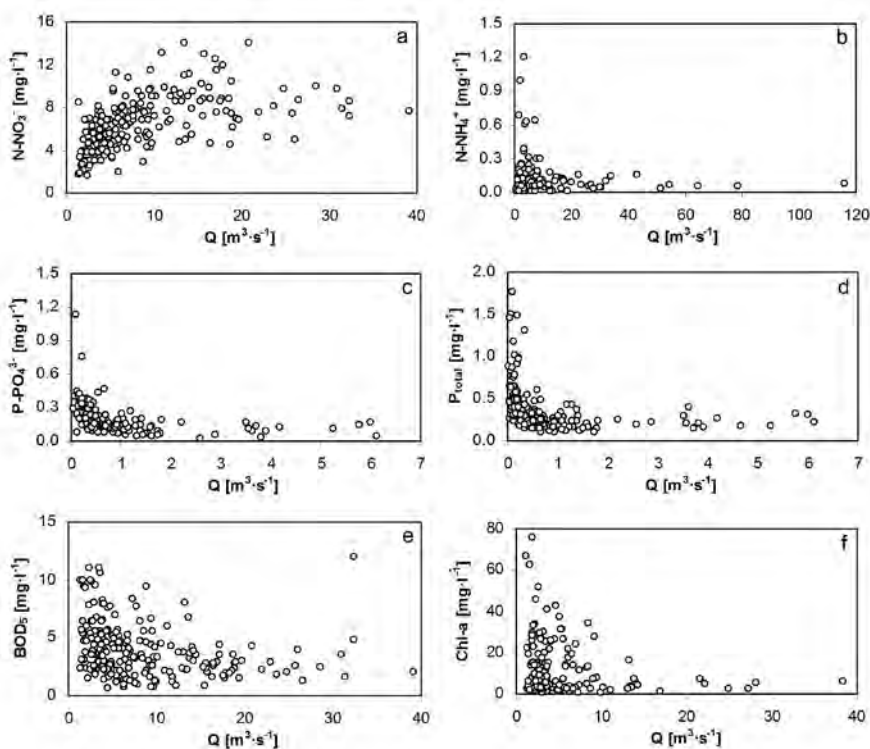 16
12
8
4
0
N-NO₃⁻ [mg·l⁻¹]
a
0 10 20 30 40
Q [m³·s⁻¹]
1.5
1.2
0.9
0.6
0.3
0.0
N-NH₄⁺ [mg·l⁻¹]
b
0 20 40 60 80 100 120
Q [m³·s⁻¹]
1.5
1.2
0.9
0.6
0.3
0.0
P-PO₄³⁻ [mg·l⁻¹]
c
0 1 2 3 4 5 6 7
Q [m³·s⁻¹]
2.0
1.5
1.0
0.5
0.0
P_total [mg·l⁻¹]
d
0 1 2 3 4 5 6 7
Q [m³·s⁻¹]
15
10
5
0
BOD₅ [mg·l⁻¹]
e
0 10 20 30 40
Q [m³·s⁻¹]
80
60
40
20
0
Chl-a [mg·l⁻¹]
f
0 10 20 30 40
Q [m³·s⁻¹]